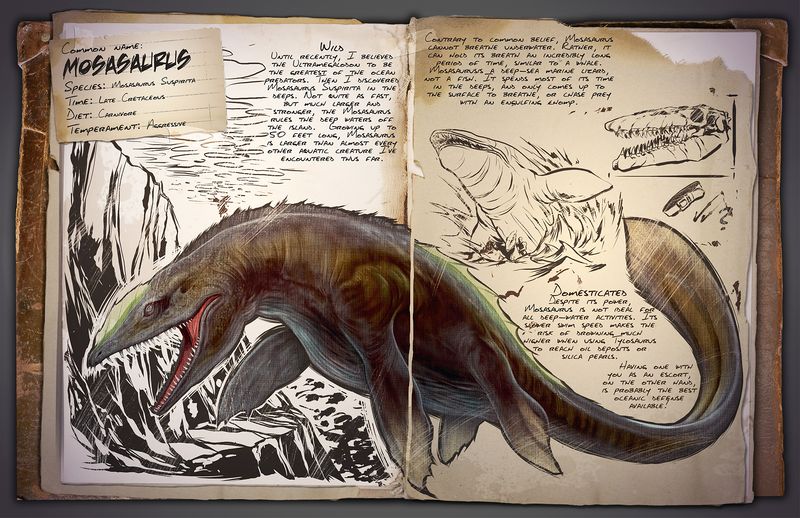 Common name:
Mosasaurus
Species: Mosasaurus Suspirita
Time: Late Cretaceous
Diet: Carnivore
Temperament: Aggressive
Wild
Until recently, I believed
the Ultramegalodon to be
the greatest of the ocean
predators. Then I discovered
Mosasaurus Suspirita in the
deeps. Not quite as fast,
but much larger and
stronger, the Mosasaurus
rules the deep waters off
the island. Growing up to
50 feet long, Mosasaurus
is larger than almost every
other aquatic creature I've
encountered thus far.
Contrary to common belief, Mosasaurus
cannot breathe underwater. Rather, it
can hold its breath an incredibly long
period of time, similar to a whale.
Mosasaurus is a deep-sea marine lizard,
not a fish. It spends most of its time
in the deeps, and only comes up
to the surface to breathe, or chase prey
with an engulfing chomp.
Domesticated
Despite its power,
Mosasaurus is not ideal for
all deep-water activities. Its
slower swim speed makes the
risk of drowning much
higher when using Tylosaurus
to reach oil deposits or
silica pearls.
Having one with
you as an escort,
on the other hand,
is probably the best
oceanic defense
available!